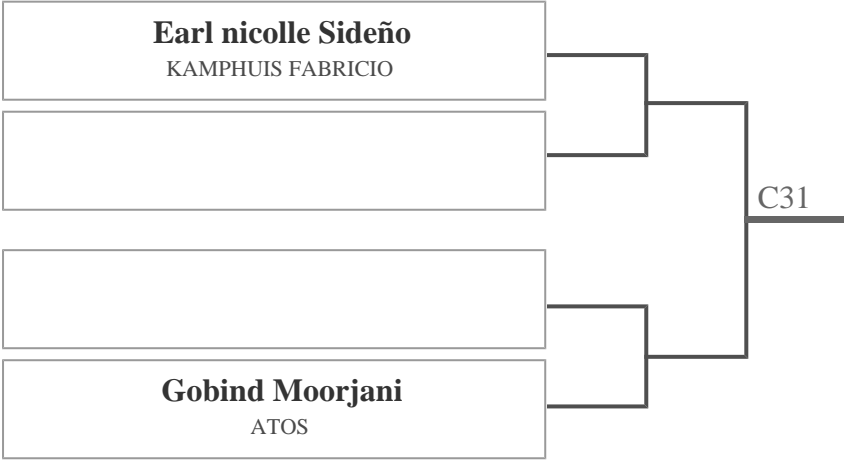 Earl nicolle Sideño
KAMPHUIS FABRICIO
C31
Gobind Moorjani
ATOS